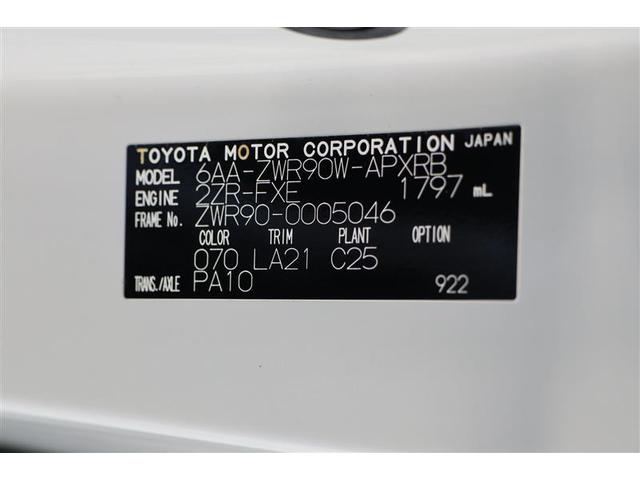 TOYOTA MOTOR CORPORATION JAPAN
MODEL 6AA-ZWR90W-APXRB
ENGINE 2ZR-FXE 1797 mL
FRAME No. ZWR90-0005046
COLOR TRIM PLANT OPTION
070 LA21 C25
TRANS./AXLE PA10 922